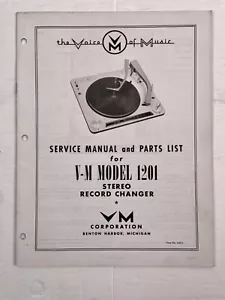 the Voice of Music
VM
SERVICE MANUAL and PARTS LIST
for
V-M MODEL 1201
STEREO
RECORD CHANGER
VM
CORPORATION
BENTON HARBOR, MICHIGAN